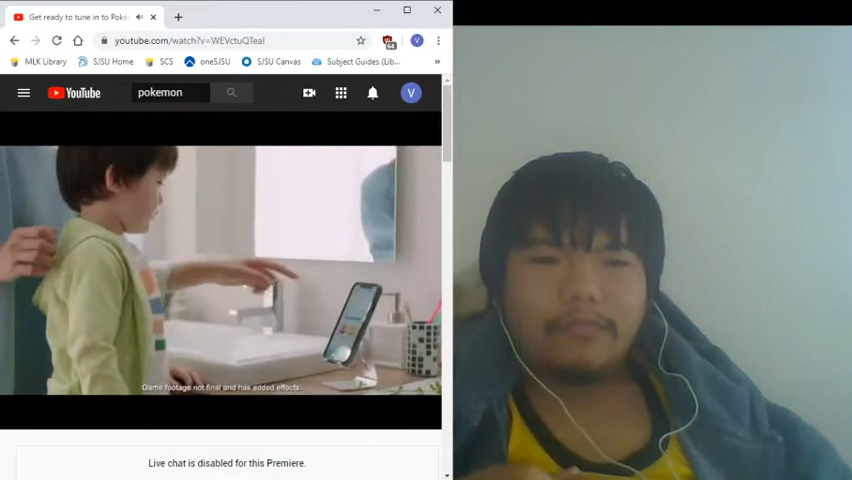 Get ready to tune in to Poké
youtube.com/watch?v=WEVctuQTeaI
V
MLK Library
SJSU Home
SCS
oneSJSU
SJSU Canvas
Subject Guides (Lib...
»
YouTube
pokemon
V
Game footage not final and has added effects
Live chat is disabled for this Premiere.